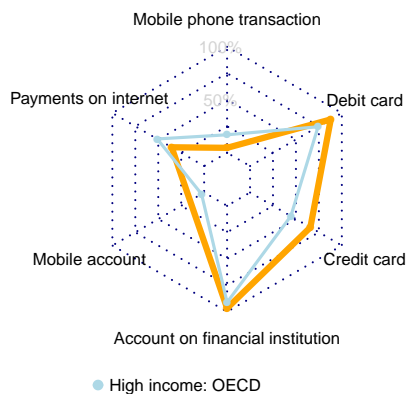 Mobile phone transaction
100%
Payments on internet
50%
Debit card
Mobile account
Credit card
Account on financial institution
High income: OECD